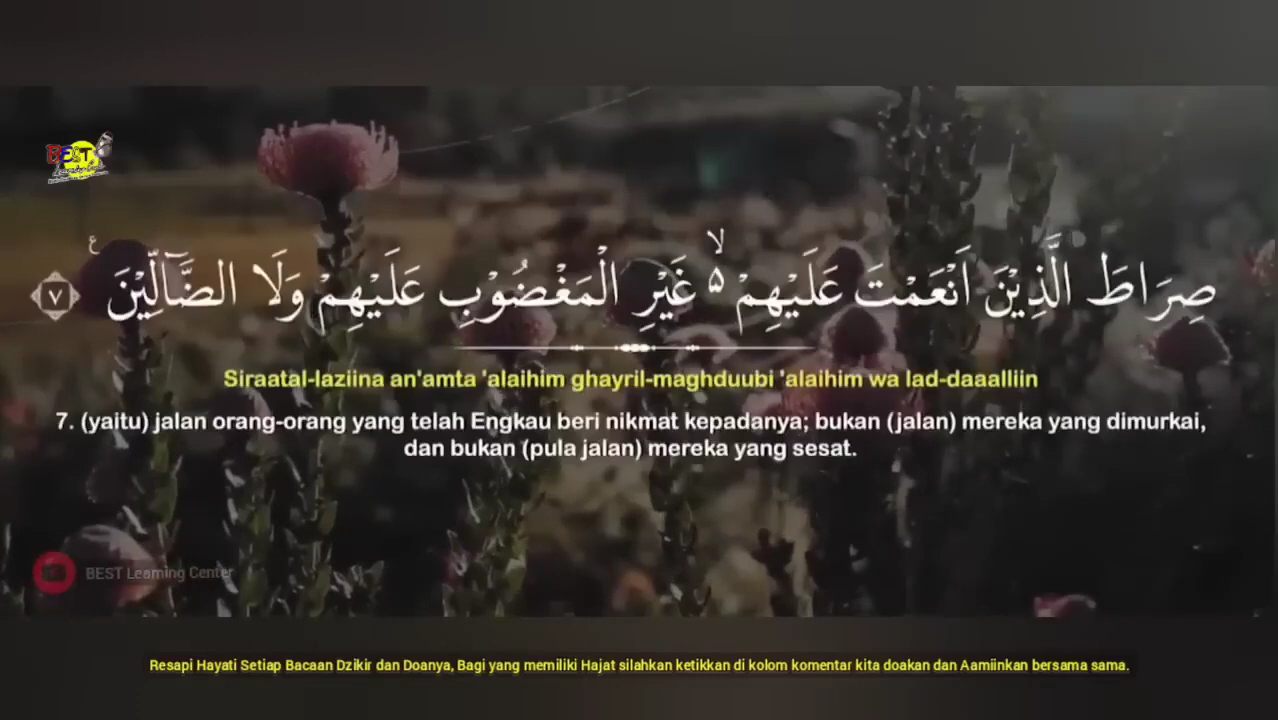 BEST
صِرَاطَ الَّذِيْنَ اَنْعَمْتَ عَلَيْهِمْ ۙ۵ غَيْرِ الْمَغْضُوْبِ عَلَيْهِمْ وَلَا الضَّاۤلِّيْنَ ࣖ ٧
Siraatal-laziina an'amta 'alaihim ghayril-maghduubi 'alaihim wa lad-daaalliin
7. (yaitu) jalan orang-orang yang telah Engkau beri nikmat kepadanya; bukan (jalan) mereka yang dimurkai,
dan bukan (pula jalan) mereka yang sesat.
BEST Learning Center
Resapi Hayati Setiap Bacaan Dzikir dan Doanya, Bagi yang memiliki Hajat silahkan ketikkan di kolom komentar kita doakan dan Aamiinkan bersama sama.